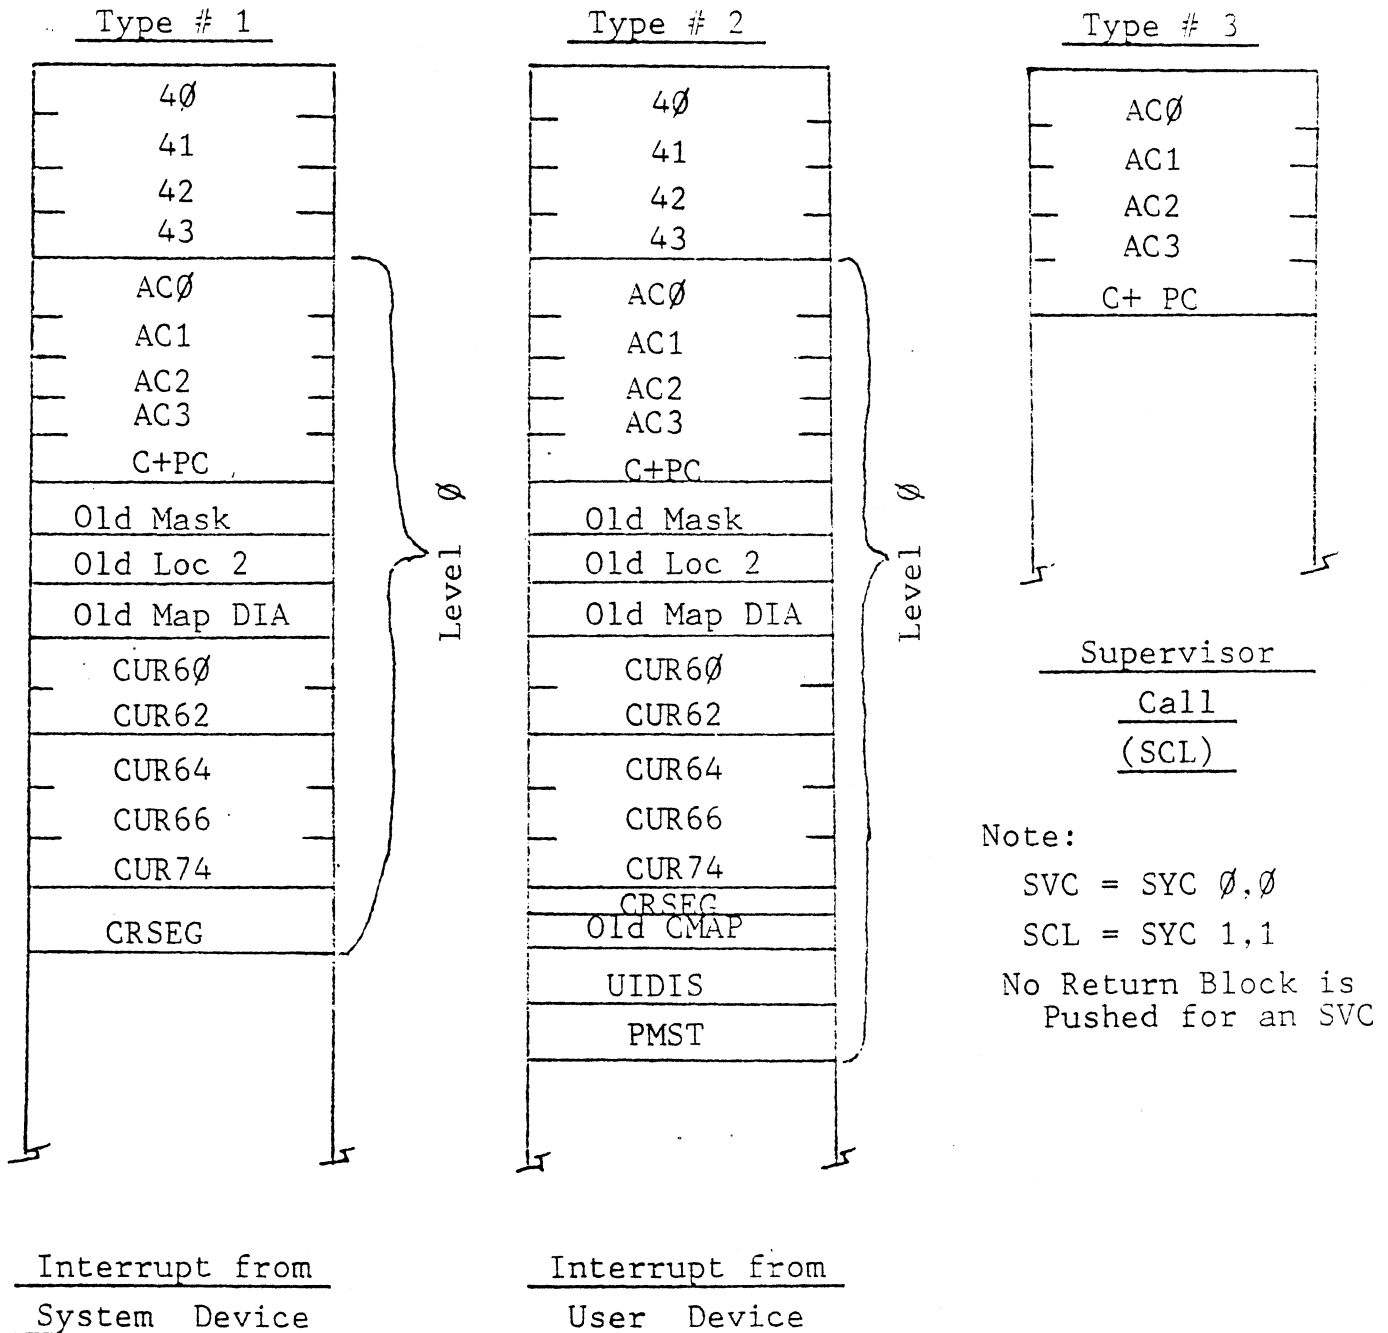 Type # 1
4Ø
41
42
43
ACØ
AC1
AC2
AC3
C+PC
Old Mask
Old Loc 2
Old Map DIA
CUR6Ø
CUR62
CUR64
CUR66
CUR74
CRSEG
Level Ø
Interrupt from
System Device
Type # 2
4Ø
41
42
43
ACØ
AC1
AC2
AC3
C+PC
Old Mask
Old Loc 2
Old Map DIA
CUR6Ø
CUR62
CUR64
CUR66
CUR74
CRSEG
Old CMAP
UIDIS
PMST
Level Ø
Interrupt from
User Device
Type # 3
ACØ
AC1
AC2
AC3
C+ PC
Supervisor
Call
(SCL)
Note:
SVC = SYC Ø,Ø
SCL = SYC 1,1
No Return Block is
Pushed for an SVC